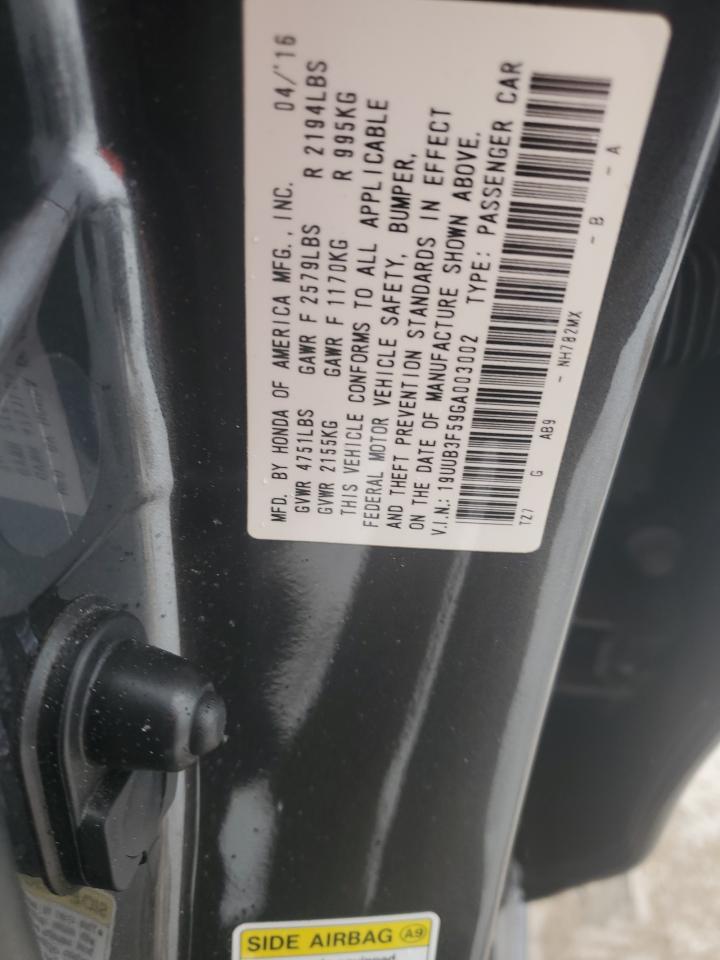 MFD. BY HONDA OF AMERICA MFG., INC. 04/'16
GVWR 4751LBS GAWR F 2579LBS R 2194LBS
GVWR 2155KG GAWR F 1170KG R 995KG
THIS VEHICLE CONFORMS TO ALL APPLICABLE
FEDERAL MOTOR VEHICLE SAFETY, BUMPER,
AND THEFT PREVENTION STANDARDS IN EFFECT
ON THE DATE OF MANUFACTURE SHOWN ABOVE.
V.I.N.: 19UUB3F59GA003002 TYPE: PASSENGER CAR
TZ7 G AB9 - NH782MX - B - A
SIDE AIRBAG A9